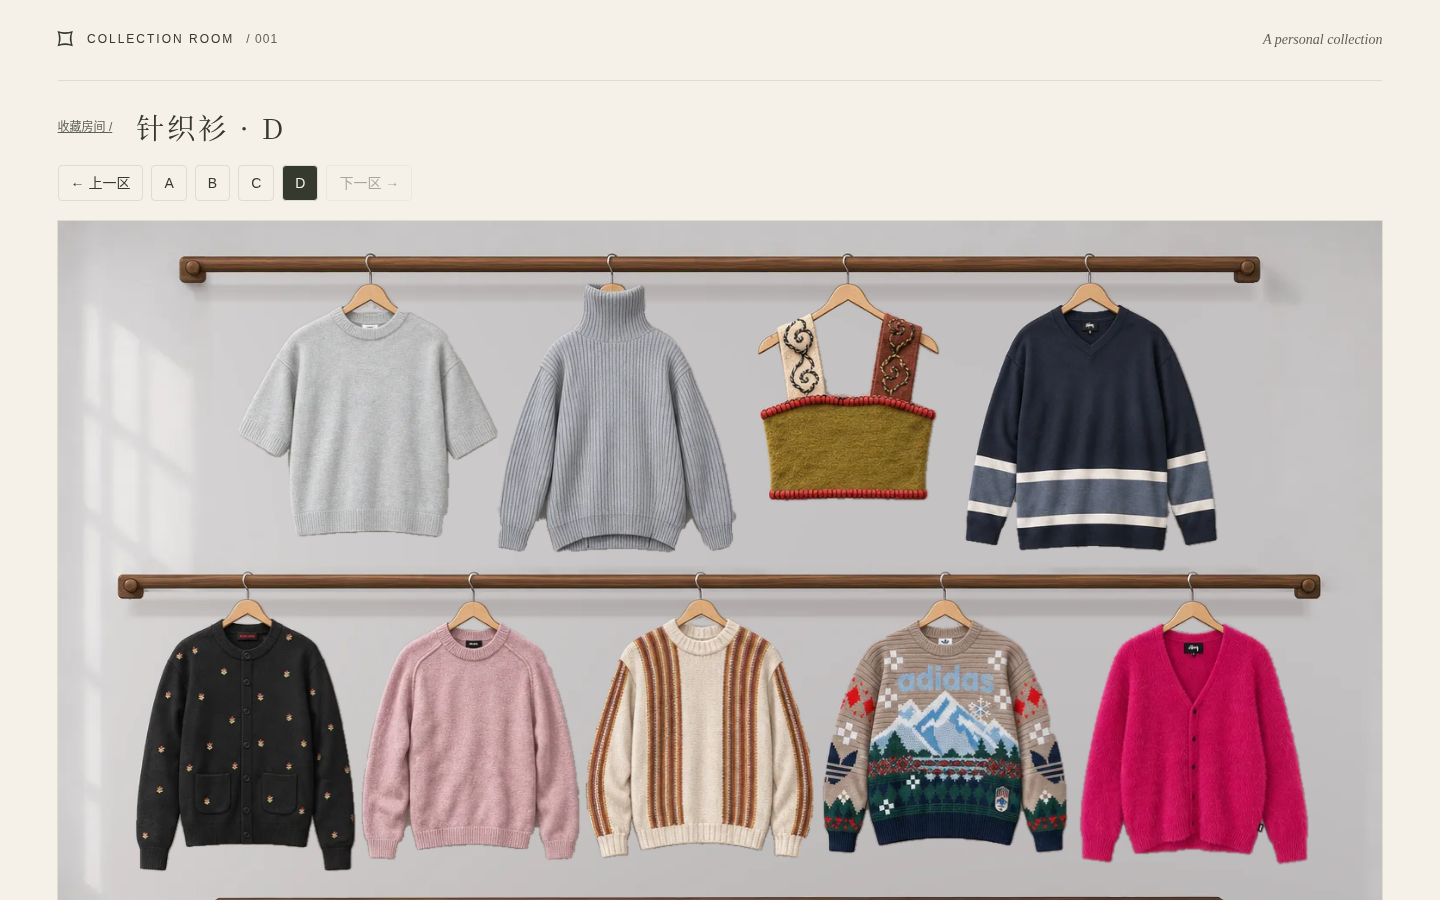 COLLECTION ROOM / 001
A personal collection
收藏房间 / 针织衫 · D
← 上一区 A B C D 下一区 →
adidas